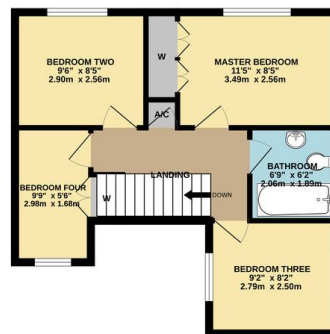 BEDROOM TWO
9'6" x 8'5"
2.90m x 2.56m
W
MASTER BEDROOM
11'5" x 8'5"
3.49m x 2.56m
A/C
BATHROOM
6'9" x 6'2"
2.06m x 1.89m
LANDING
BEDROOM FOUR
9'9" x 5'6"
2.98m x 1.68m
W
DOWN
BEDROOM THREE
9'2" x 8'2"
2.79m x 2.50m